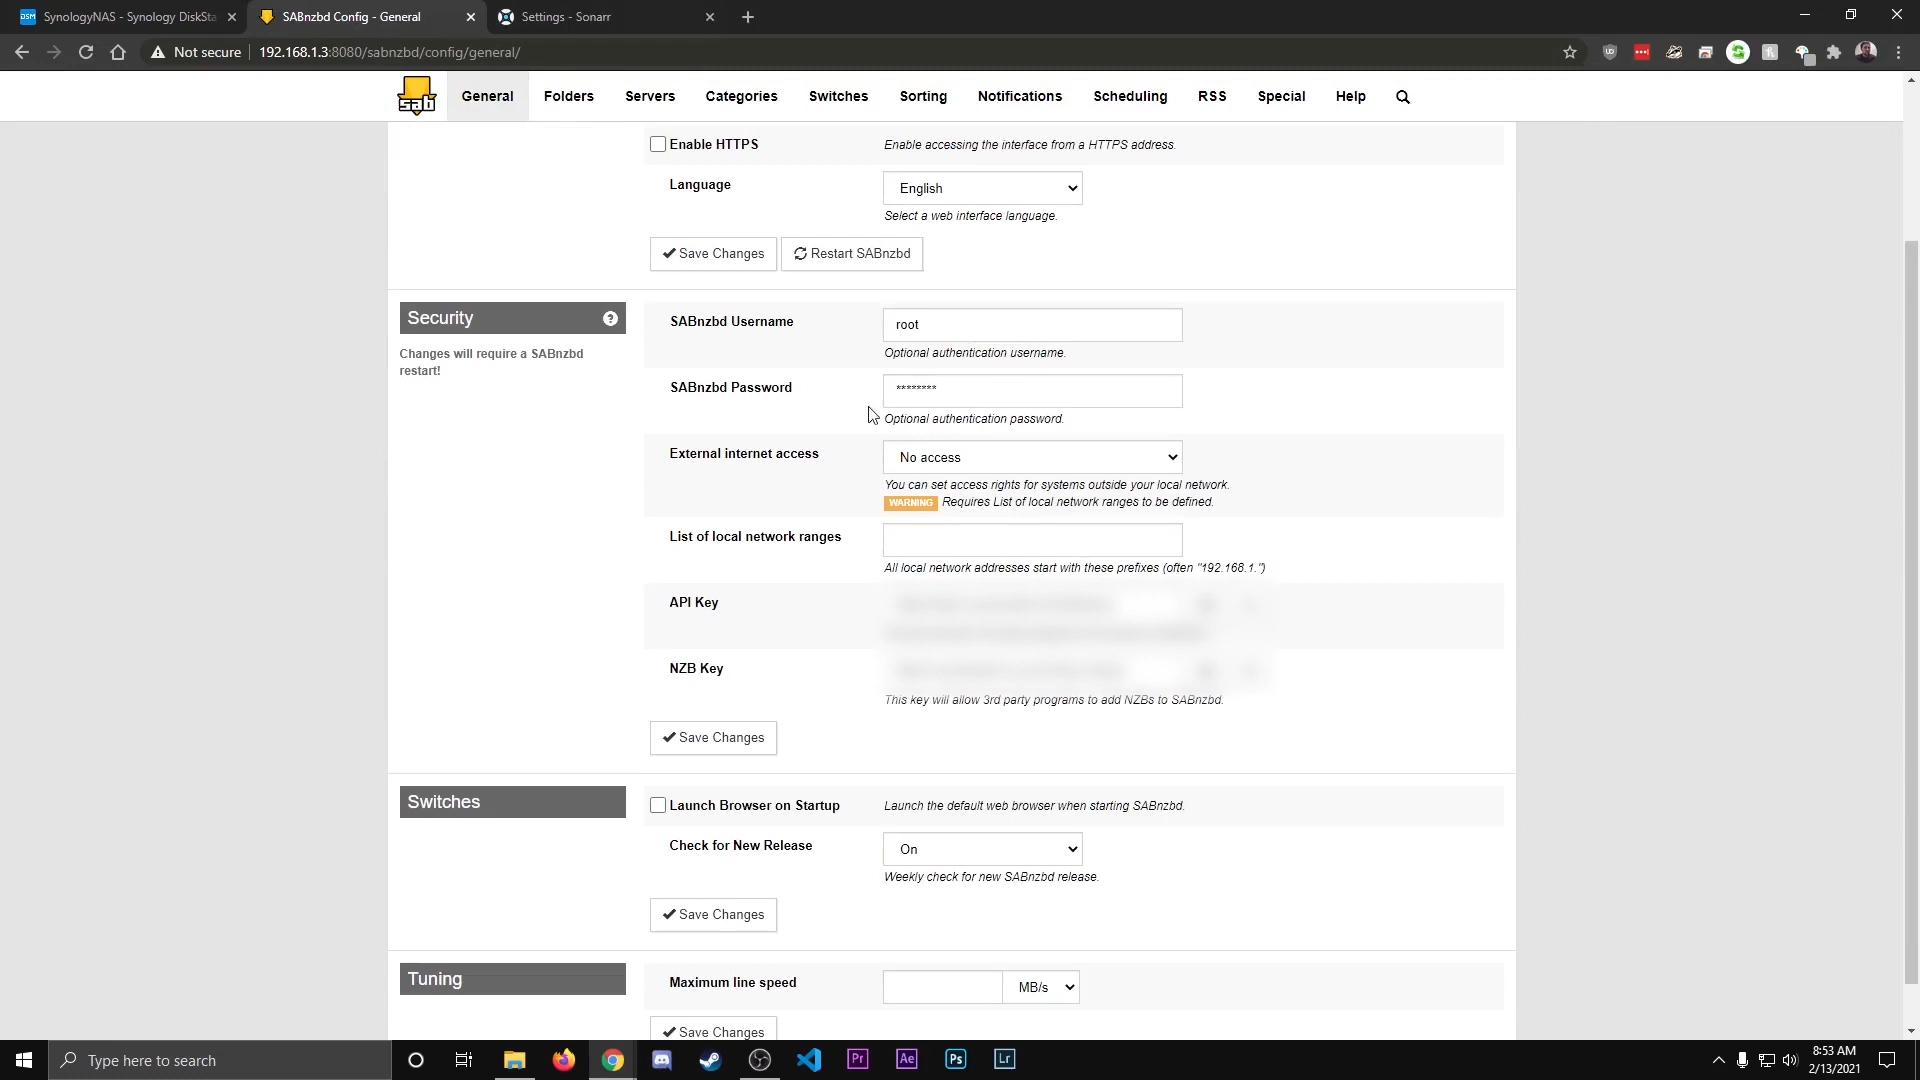 SynologyNAS - Synology DiskSta
SABnzbd Config - General
Settings - Sonarr
Not secure
192.168.1.3:8080/sabnzbd/config/general/
sab
General
Folders
Servers
Categories
Switches
Sorting
Notifications
Scheduling
RSS
Special
Help
Enable HTTPS
Enable accessing the interface from a HTTPS address.
Language
English
Select a web interface language.
Save Changes
Restart SABnzbd
Security
Changes will require a SABnzbd
restart!
SABnzbd Username
root
Optional authentication username.
SABnzbd Password
********
Optional authentication password.
External internet access
No access
You can set access rights for systems outside your local network.
WARNING Requires List of local network ranges to be defined.
List of local network ranges
All local network addresses start with these prefixes (often "192.168.1.")
API Key
NZB Key
This key will allow 3rd party programs to add NZBs to SABnzbd.
Save Changes
Switches
Launch Browser on Startup
Launch the default web browser when starting SABnzbd.
Check for New Release
On
Weekly check for new SABnzbd release.
Save Changes
Tuning
Maximum line speed
MB/s
Save Changes
Type here to search
Pr
Ae
Ps
Lr
8:53 AM
2/13/2021